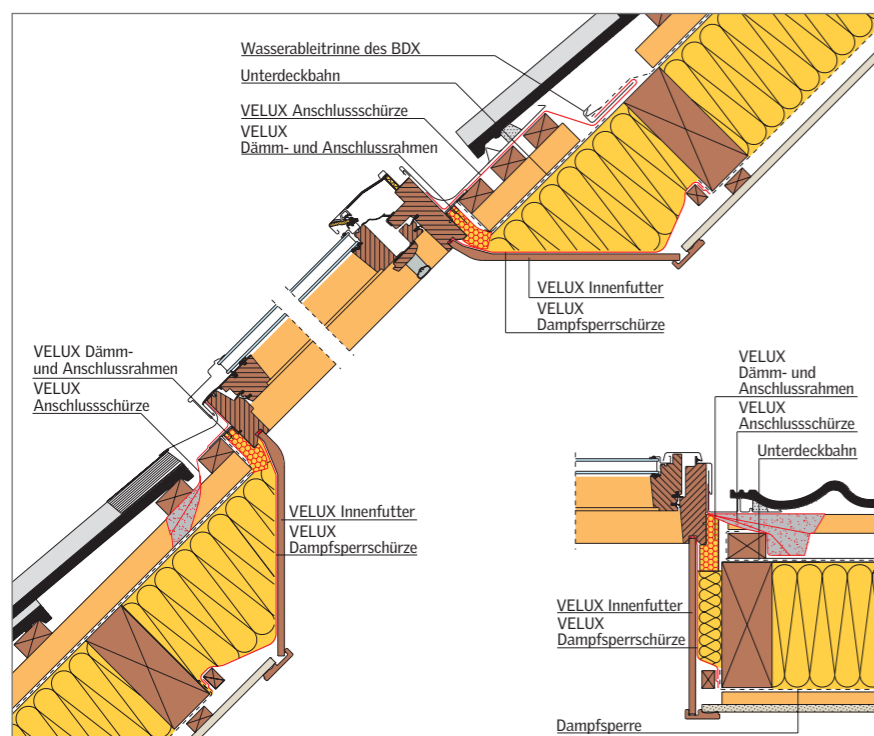 Wasserableitrinne des BDX
Unterdeckbahn
VELUX Anschlussschürze
VELUX
Dämm- und Anschlussrahmen
VELUX Innenfutter
VELUX
Dampfsperrschürze
VELUX Dämm-
und Anschlussrahmen
VELUX
Anschlussschürze
VELUX Innenfutter
VELUX
Dampfsperrschürze
VELUX
Dämm- und
Anschlussrahmen
VELUX
Anschlussschürze
Unterdeckbahn
VELUX Innenfutter
VELUX
Dampfsperrschürze
Dampfsperre